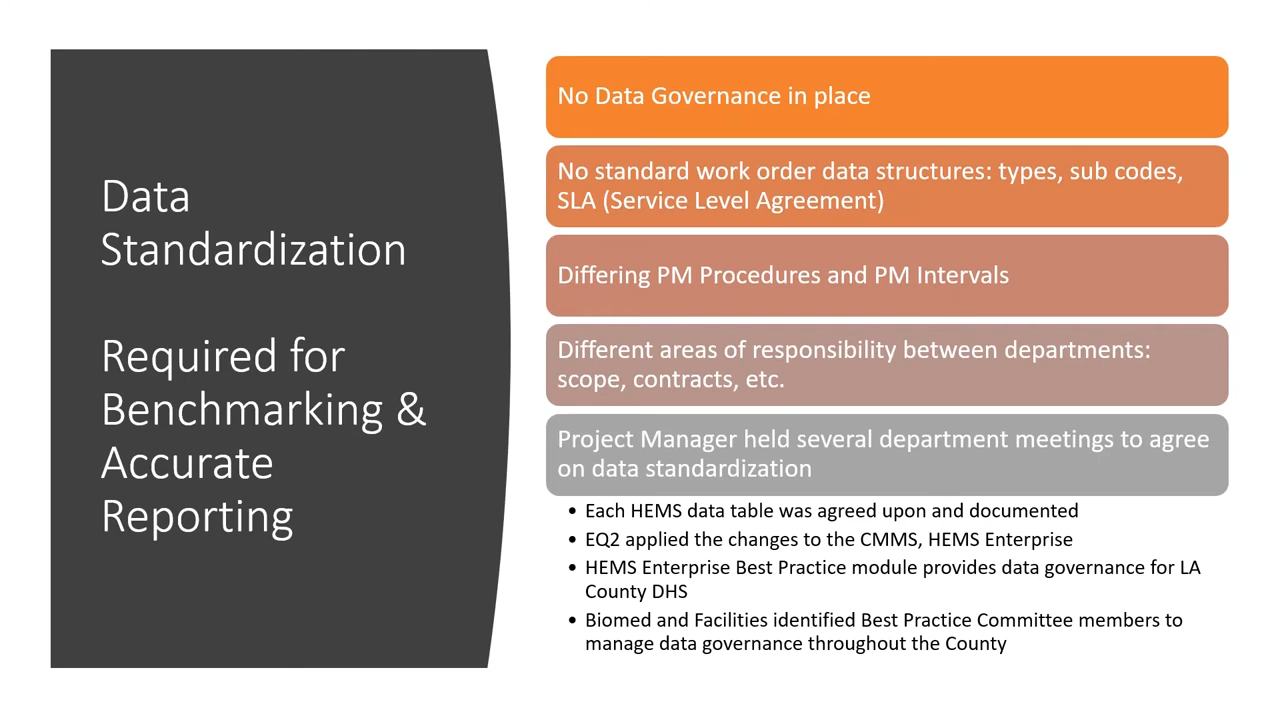 Data
Standardization
Required for
Benchmarking &
Accurate
Reporting
No Data Governance in place
No standard work order data structures: types, sub codes,
SLA (Service Level Agreement)
Differing PM Procedures and PM Intervals
Different areas of responsibility between departments:
scope, contracts, etc.
Project Manager held several department meetings to agree
on data standardization
• Each HEMS data table was agreed upon and documented
• EQ2 applied the changes to the CMMS, HEMS Enterprise
• HEMS Enterprise Best Practice module provides data governance for LA
County DHS
• Biomed and Facilities identified Best Practice Committee members to
manage data governance throughout the County